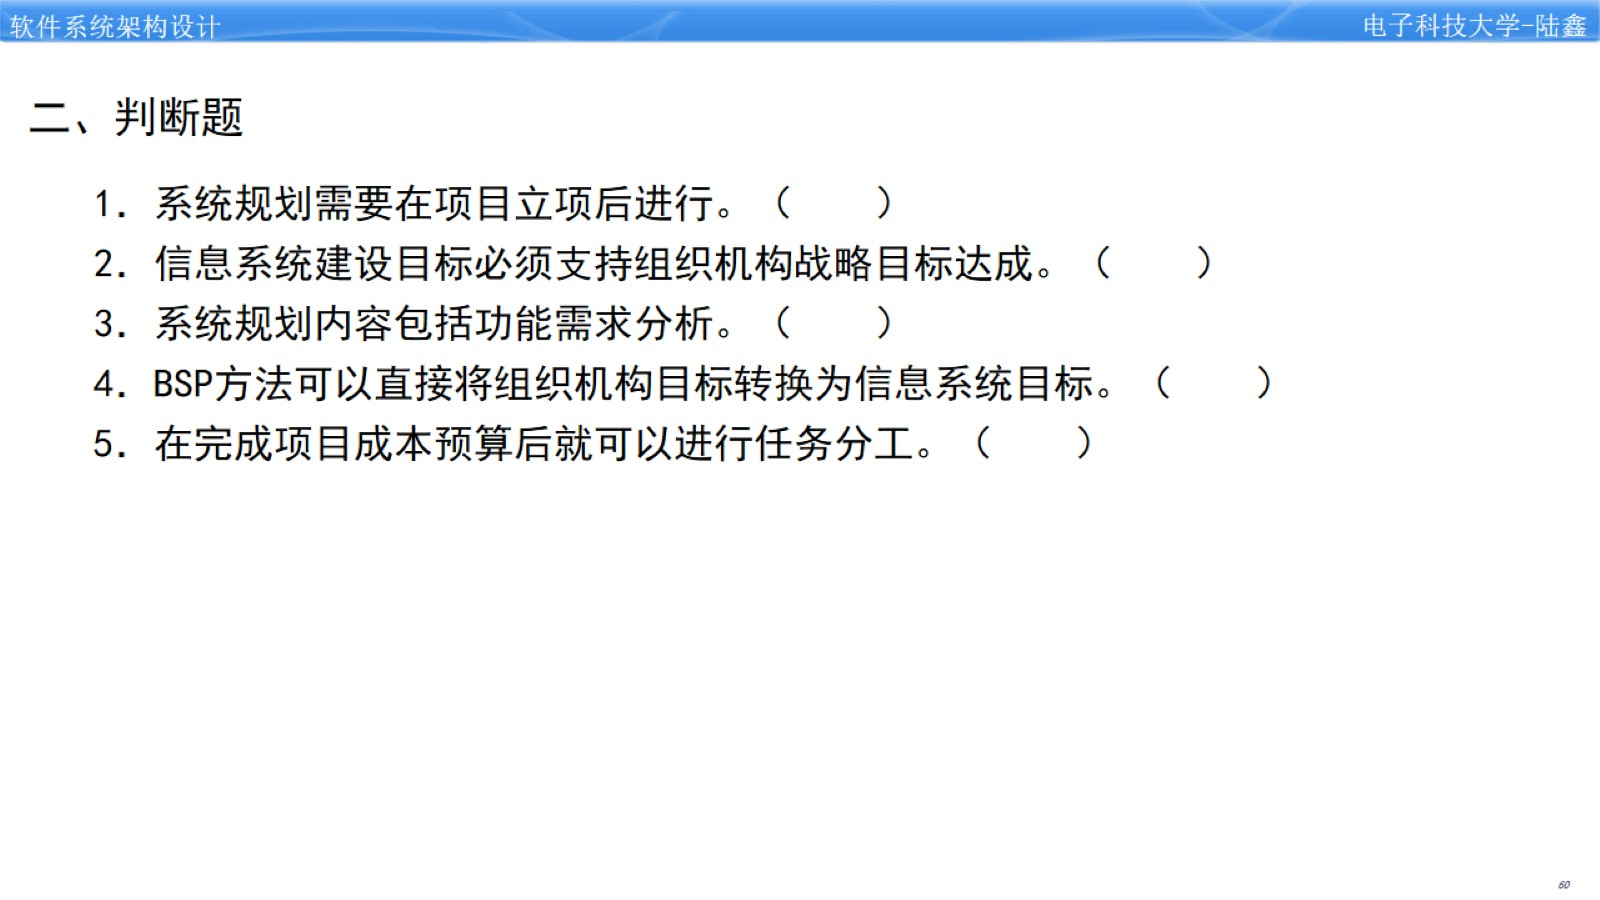 软件系统架构设计
电子科技大学-陆鑫
二、判断题
1. 系统规划需要在项目立项后进行。（　　）
2. 信息系统建设目标必须支持组织机构战略目标达成。（　　）
3. 系统规划内容包括功能需求分析。（　　）
4. BSP方法可以直接将组织机构目标转换为信息系统目标。（　　）
5. 在完成项目成本预算后就可以进行任务分工。（　　）
60